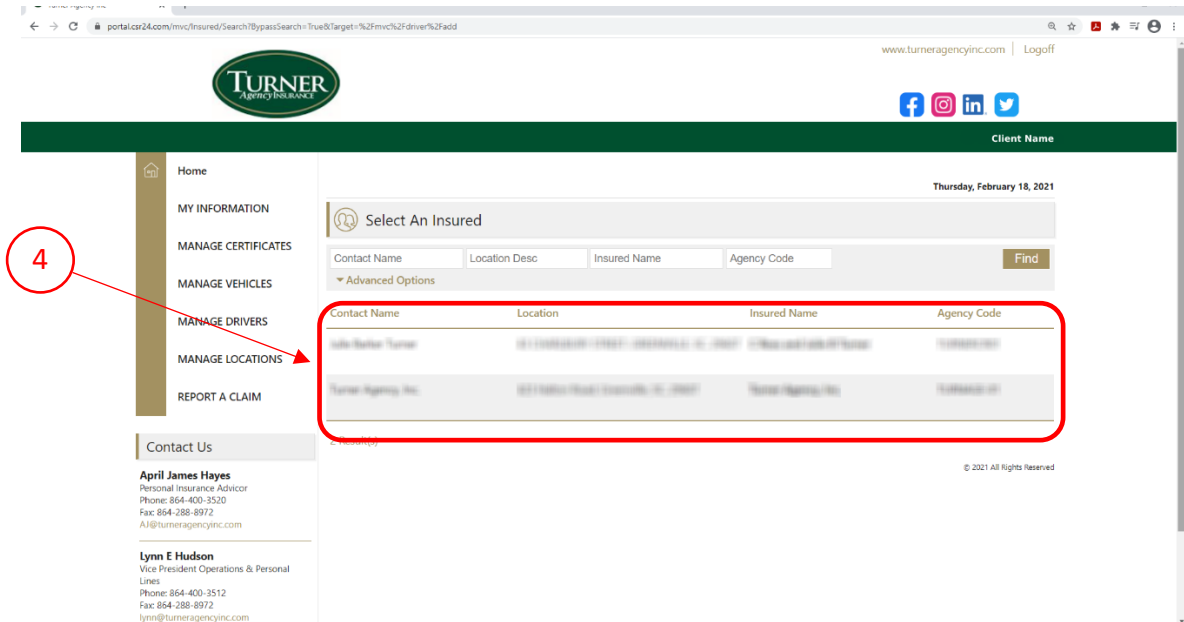 portal.csr24.com/mvc/Insured/Search?BypassSearch=True&Target=%2Fmvc%2Fdriver%2Fadd
www.turneragencyinc.com | Logoff
TURNER
Agency INSURANCE
Client Name
Home
MY INFORMATION
MANAGE CERTIFICATES
MANAGE VEHICLES
MANAGE DRIVERS
MANAGE LOCATIONS
REPORT A CLAIM
4
Thursday, February 18, 2021
Select An Insured
Contact Name Location Desc Insured Name Agency Code Find
Advanced Options
Contact Name Location Insured Name Agency Code
2 Result(s)
© 2021 All Rights Reserved
Contact Us
April James Hayes
Personal Insurance Advicor
Phone: 864-400-3520
Fax: 864-288-8972
AJ@turneragencyinc.com
Lynn E Hudson
Vice President Operations & Personal
Lines
Phone: 864-400-3512
Fax: 864-288-8972
lynn@turneragencyinc.com